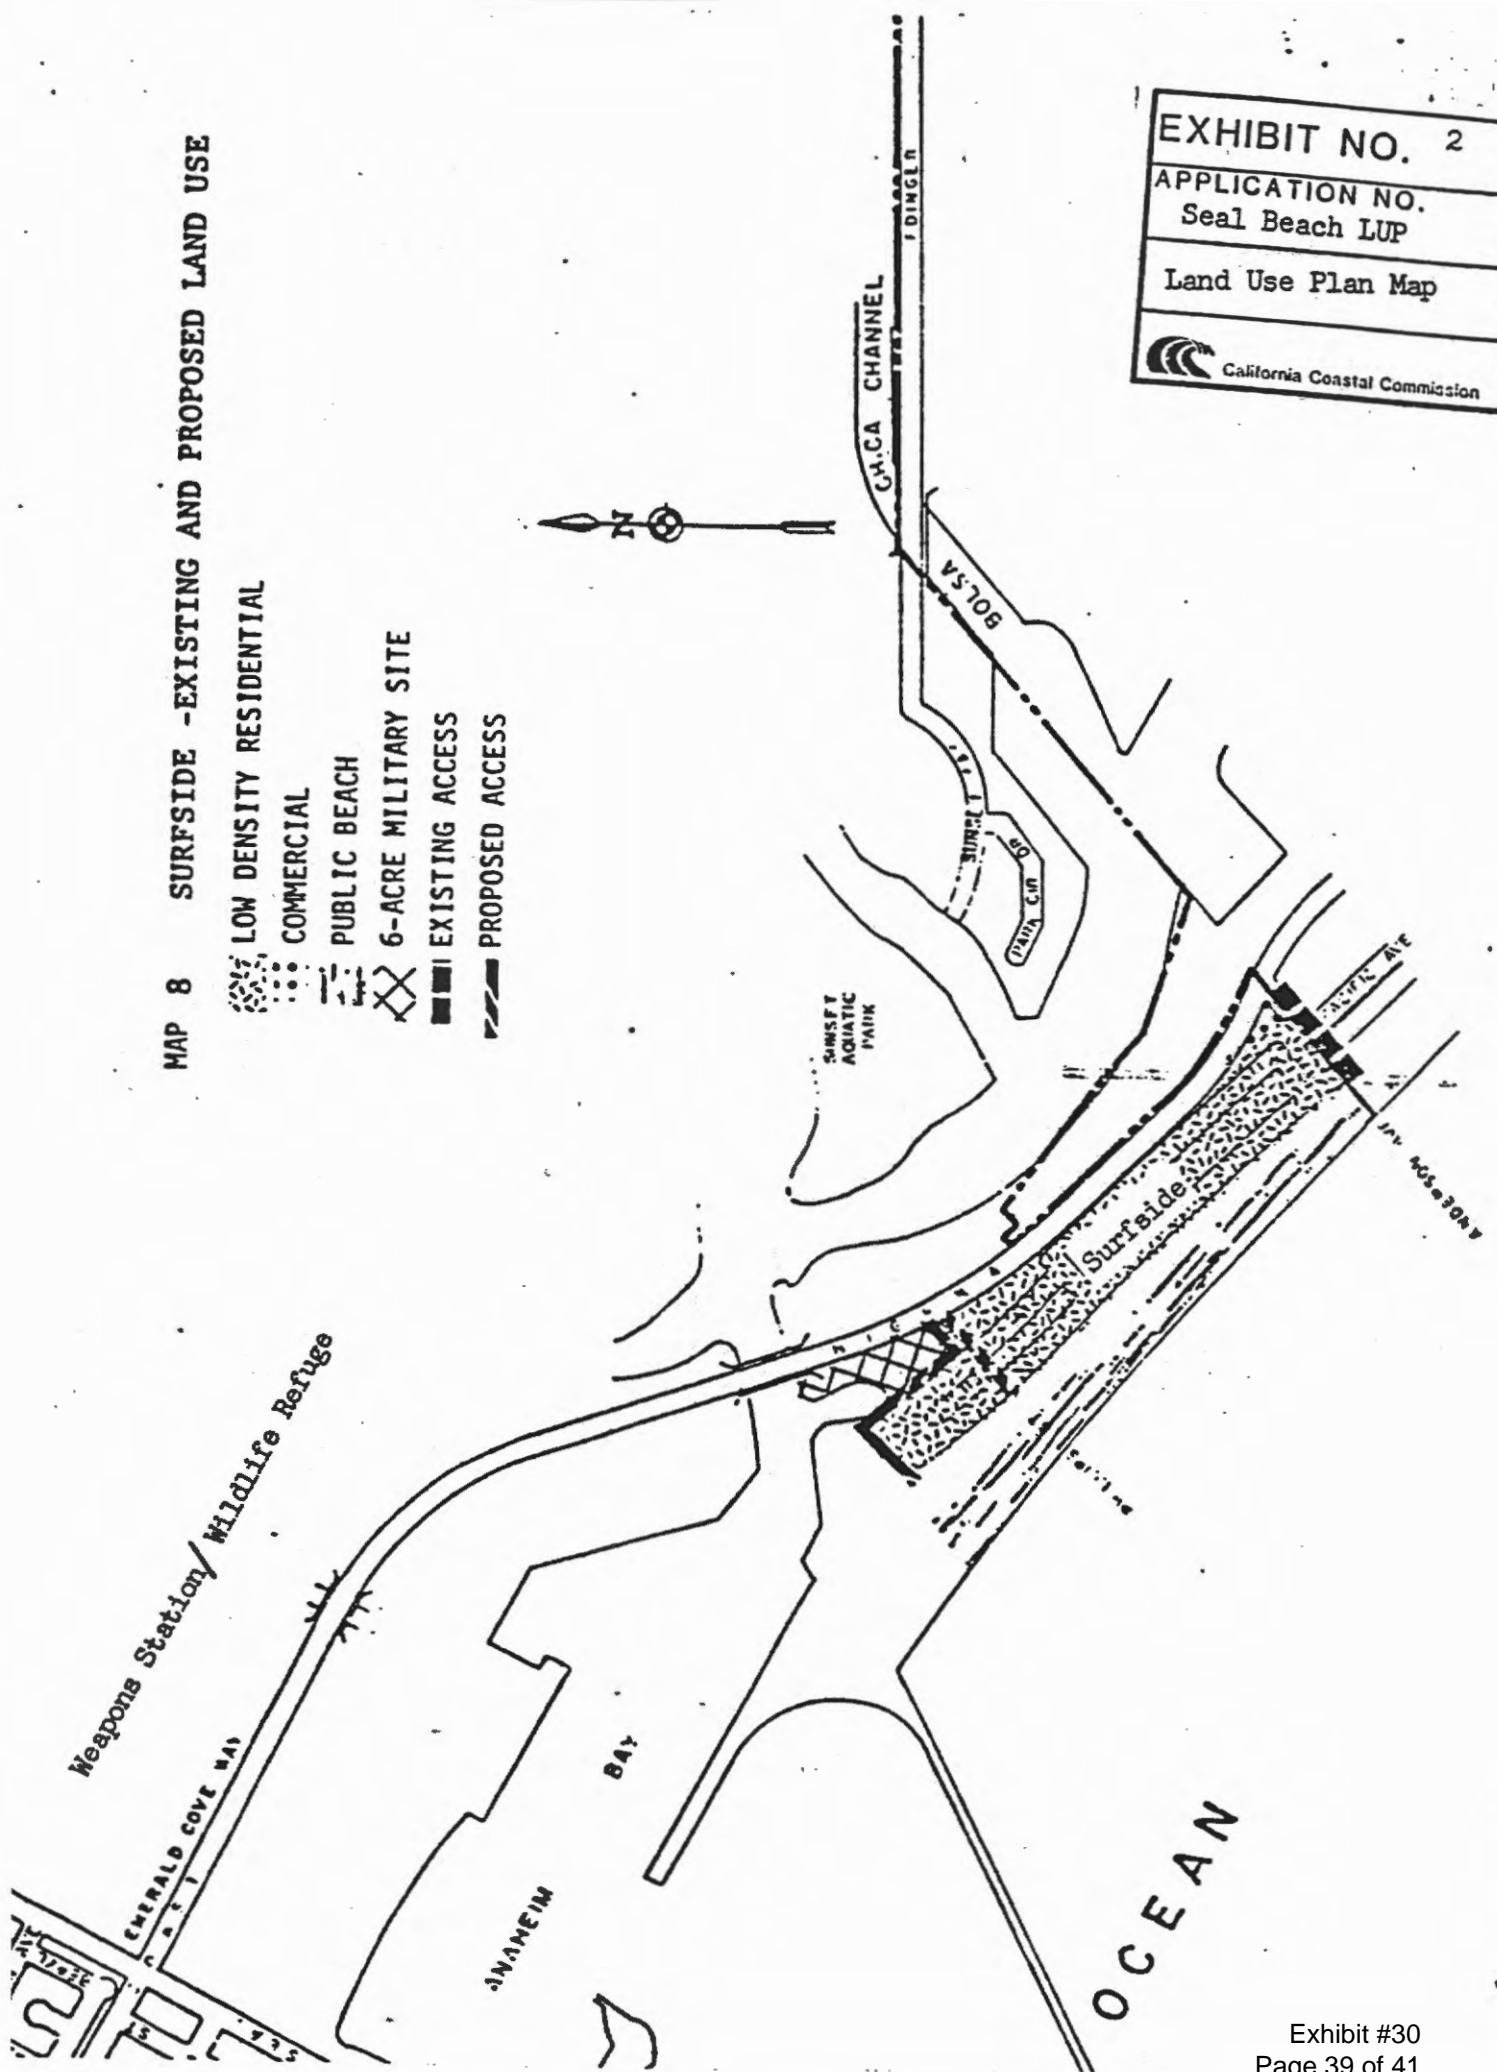 MAP 8 SURFSIDE -EXISTING AND PROPOSED LAND USE
LOW DENSITY RESIDENTIAL
COMMERCIAL
PUBLIC BEACH
6-ACRE MILITARY SITE
EXISTING ACCESS
PROPOSED ACCESS
N
EXHIBIT NO. 2
APPLICATION NO.
Seal Beach LUP
Land Use Plan Map
California Coastal Commission
CHANNEL
BOLSA
SUNSET
AQUATIC
PARK
PARK CIR
DR
Weapons Station/Wildlife Refuge
EMERALD COVE WAY
ANAHEIM
BAY
Surfside
PACIFIC AVE
OCEAN
Exhibit #30
Page 39 of 41